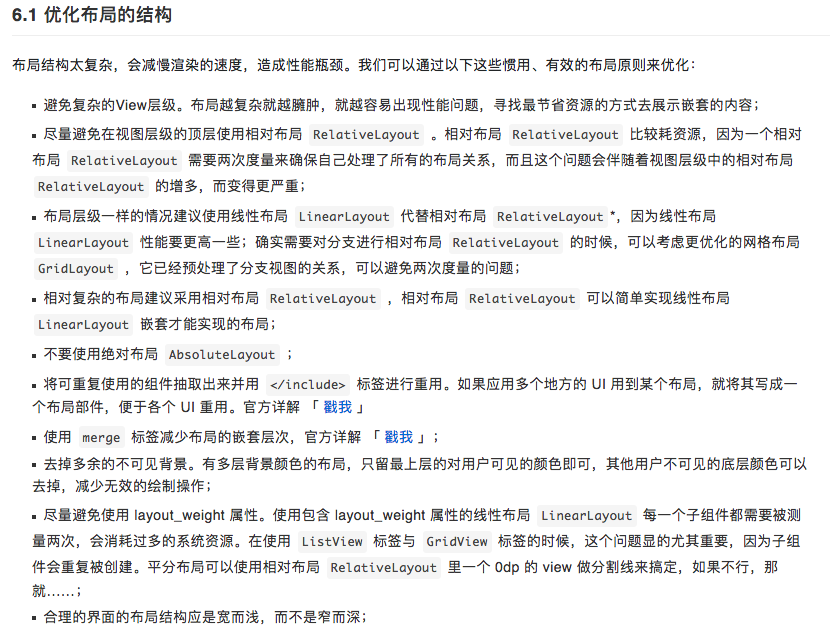 6.1 优化布局的结构
布局结构太复杂，会减慢渲染的速度，造成性能瓶颈。我们可以通过以下这些惯用、有效的布局原则来优化：
▪ 避免复杂的View层级。布局越复杂就越臃肿，就越容易出现性能问题，寻找最节省资源的方式去展示嵌套的内容；
▪ 尽量避免在视图层级的顶层使用相对布局 RelativeLayout 。相对布局 RelativeLayout 比较耗资源，因为一个相对
布局 RelativeLayout 需要两次度量来确保自己处理了所有的布局关系，而且这个问题会伴随着视图层级中的相对布局
RelativeLayout 的增多，而变得更严重；
▪ 布局层级一样的情况建议使用线性布局 LinearLayout 代替相对布局 RelativeLayout *，因为线性布局
LinearLayout 性能要更高一些；确实需要对分支进行相对布局 RelativeLayout 的时候，可以考虑更优化的网格布局
GridLayout ，它已经预处理了分支视图的关系，可以避免两次度量的问题；
▪ 相对复杂的布局建议采用相对布局 RelativeLayout ，相对布局 RelativeLayout 可以简单实现线性布局
LinearLayout 嵌套才能实现的布局；
▪ 不要使用绝对布局 AbsoluteLayout ；
▪ 将可重复使用的组件抽取出来并用 </include> 标签进行重用。如果应用多个地方的 UI 用到某个布局，就将其写成一
个布局部件，便于各个 UI 重用。官方详解 「 戳我 」
▪ 使用 merge 标签减少布局的嵌套层次，官方详解 「 戳我 」；
▪ 去掉多余的不可见背景。有多层背景颜色的布局，只留最上层的对用户可见的颜色即可，其他用户不可见的底层颜色可以
去掉，减少无效的绘制操作；
▪ 尽量避免使用 layout_weight 属性。使用包含 layout_weight 属性的线性布局 LinearLayout 每一个子组件都需要被测
量两次，会消耗过多的系统资源。在使用 ListView 标签与 GridView 标签的时候，这个问题显的尤其重要，因为子组
件会重复被创建。平分布局可以使用相对布局 RelativeLayout 里一个 0dp 的 view 做分割线来搞定，如果不行，那
就……；
▪ 合理的界面的布局结构应是宽而浅，而不是窄而深；